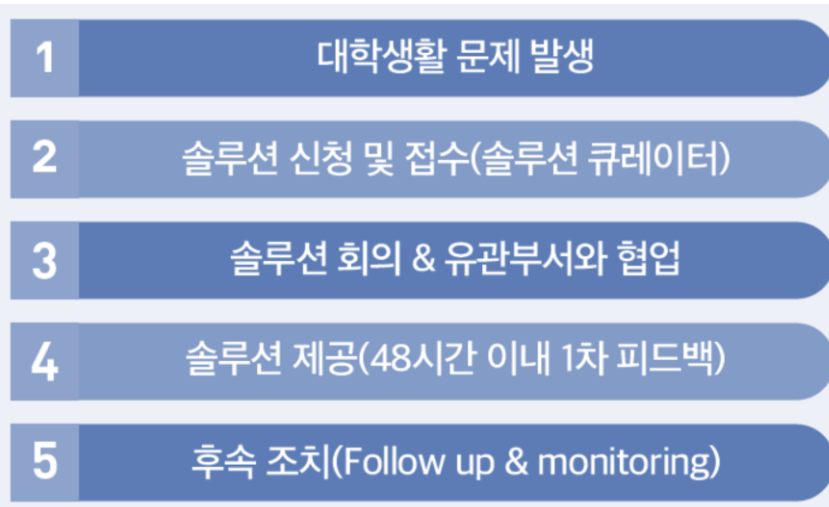 1 대학생활 문제 발생
2 솔루션 신청 및 접수(솔루션 큐레이터)
3 솔루션 회의 & 유관부서와 협업
4 솔루션 제공(48시간 이내 1차 피드백)
5 후속 조치(Follow up & monitoring)